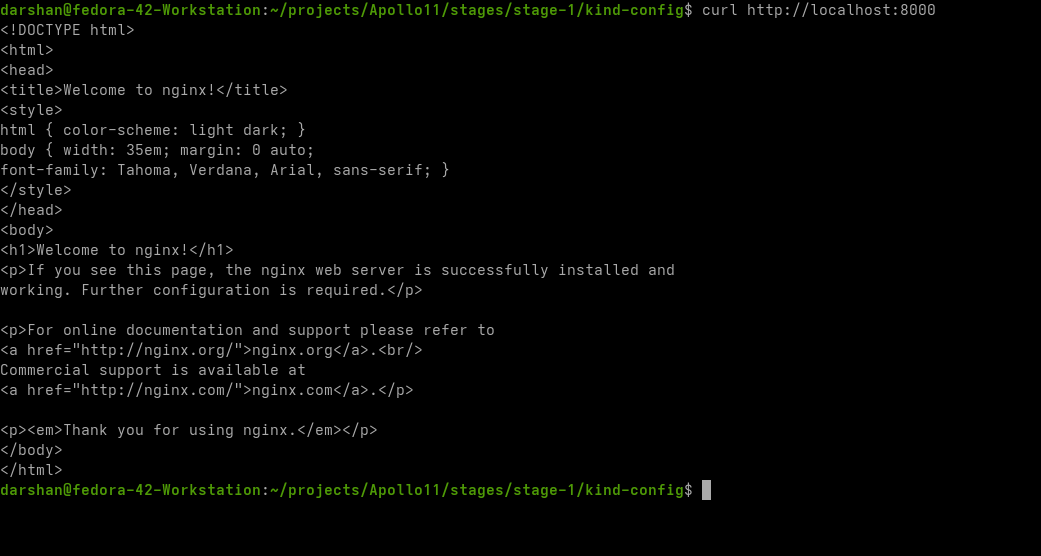 darshan@fedora-42-Workstation:~/projects/Apollo11/stages/stage-1/kind-config$ curl http://localhost:8000
<!DOCTYPE html>
<html>
<head>
<title>Welcome to nginx!</title>
<style>
html { color-scheme: light dark; }
body { width: 35em; margin: 0 auto;
font-family: Tahoma, Verdana, Arial, sans-serif; }
</style>
</head>
<body>
<h1>Welcome to nginx!</h1>
<p>If you see this page, the nginx web server is successfully installed and
working. Further configuration is required.</p>

<p>For online documentation and support please refer to
<a href="http://nginx.org/">nginx.org</a>.<br/>
Commercial support is available at
<a href="http://nginx.com/">nginx.com</a>.</p>

<p><em>Thank you for using nginx.</em></p>
</body>
</html>
darshan@fedora-42-Workstation:~/projects/Apollo11/stages/stage-1/kind-config$